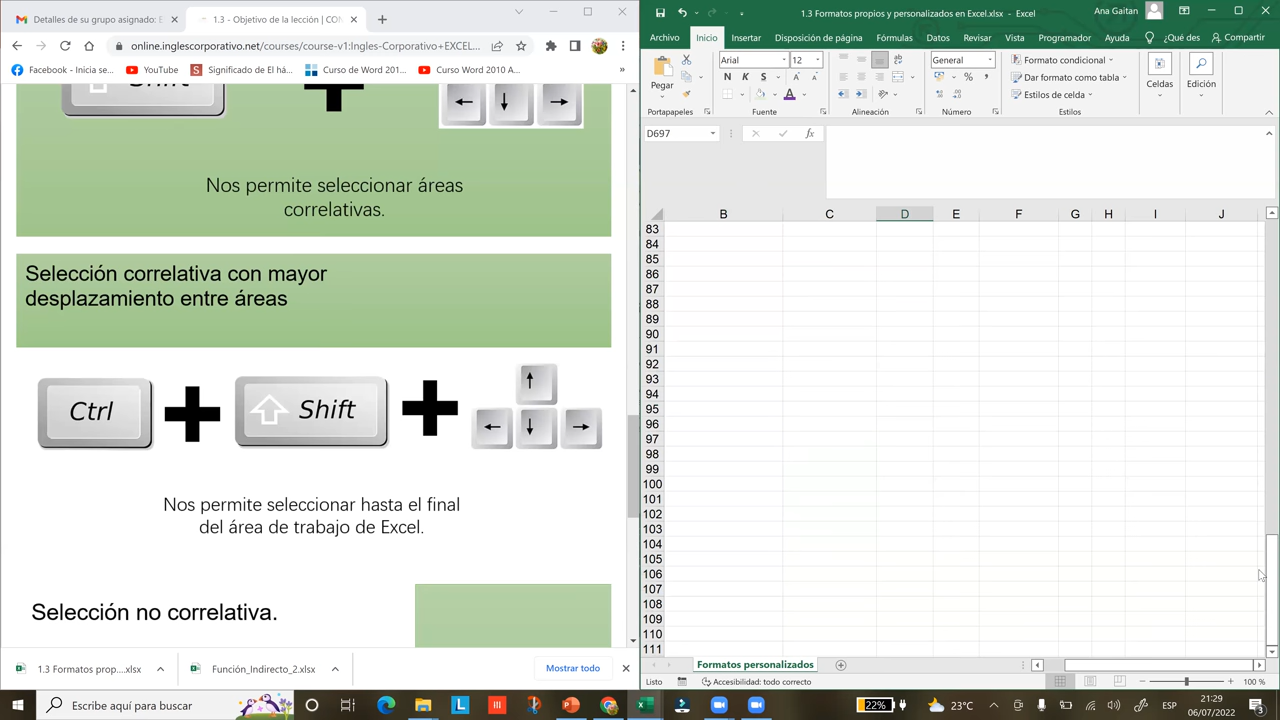 Detalles de su grupo asignado: E
1.3 - Objetivo de la lección | CON
online.inglescorporativo.net/courses/course-v1:Ingles-Corporativo+EXCEL...
Facebook - Inicia se...
YouTube
Significado de El há...
Curso de Word 201...
Curso Word 2010 A...
»
Shift
Nos permite seleccionar áreas
correlativas.
Selección correlativa con mayor
desplazamiento entre áreas
Ctrl
Shift
Nos permite seleccionar hasta el final
del área de trabajo de Excel.
Selección no correlativa.
1.3 Formatos prop....xlsx
Función_Indirecto_2.xlsx
Mostrar todo
1.3 Formatos propios y personalizados en Excel.xlsx - Excel
Ana Gaitan
Archivo Inicio Insertar Disposición de página Fórmulas Datos Revisar Vista Programador Ayuda ¿Qué des Compartir
Pegar
Arial 12
N K S
General
Formato condicional
Dar formato como tabla
Estilos de celda
Celdas
Edición
Portapapeles Fuente Alineación Número Estilos
D697
fx
B C D E F G H I J
83
84
85
86
87
88
89
90
91
92
93
94
95
96
97
98
99
100
101
102
103
104
105
106
107
108
109
110
111
Formatos personalizados
Listo
Accesibilidad: todo correcto
100 %
Escribe aquí para buscar
22%
23°C
ESP
21:29
06/07/2022